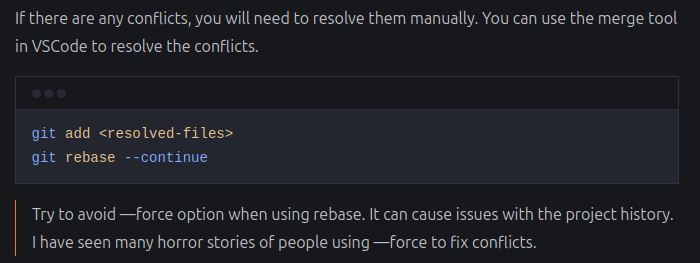 If there are any conflicts, you will need to resolve them manually. You can use the merge tool
in VSCode to resolve the conflicts.
git add <resolved-files>
git rebase --continue
Try to avoid —force option when using rebase. It can cause issues with the project history.
I have seen many horror stories of people using —force to fix conflicts.